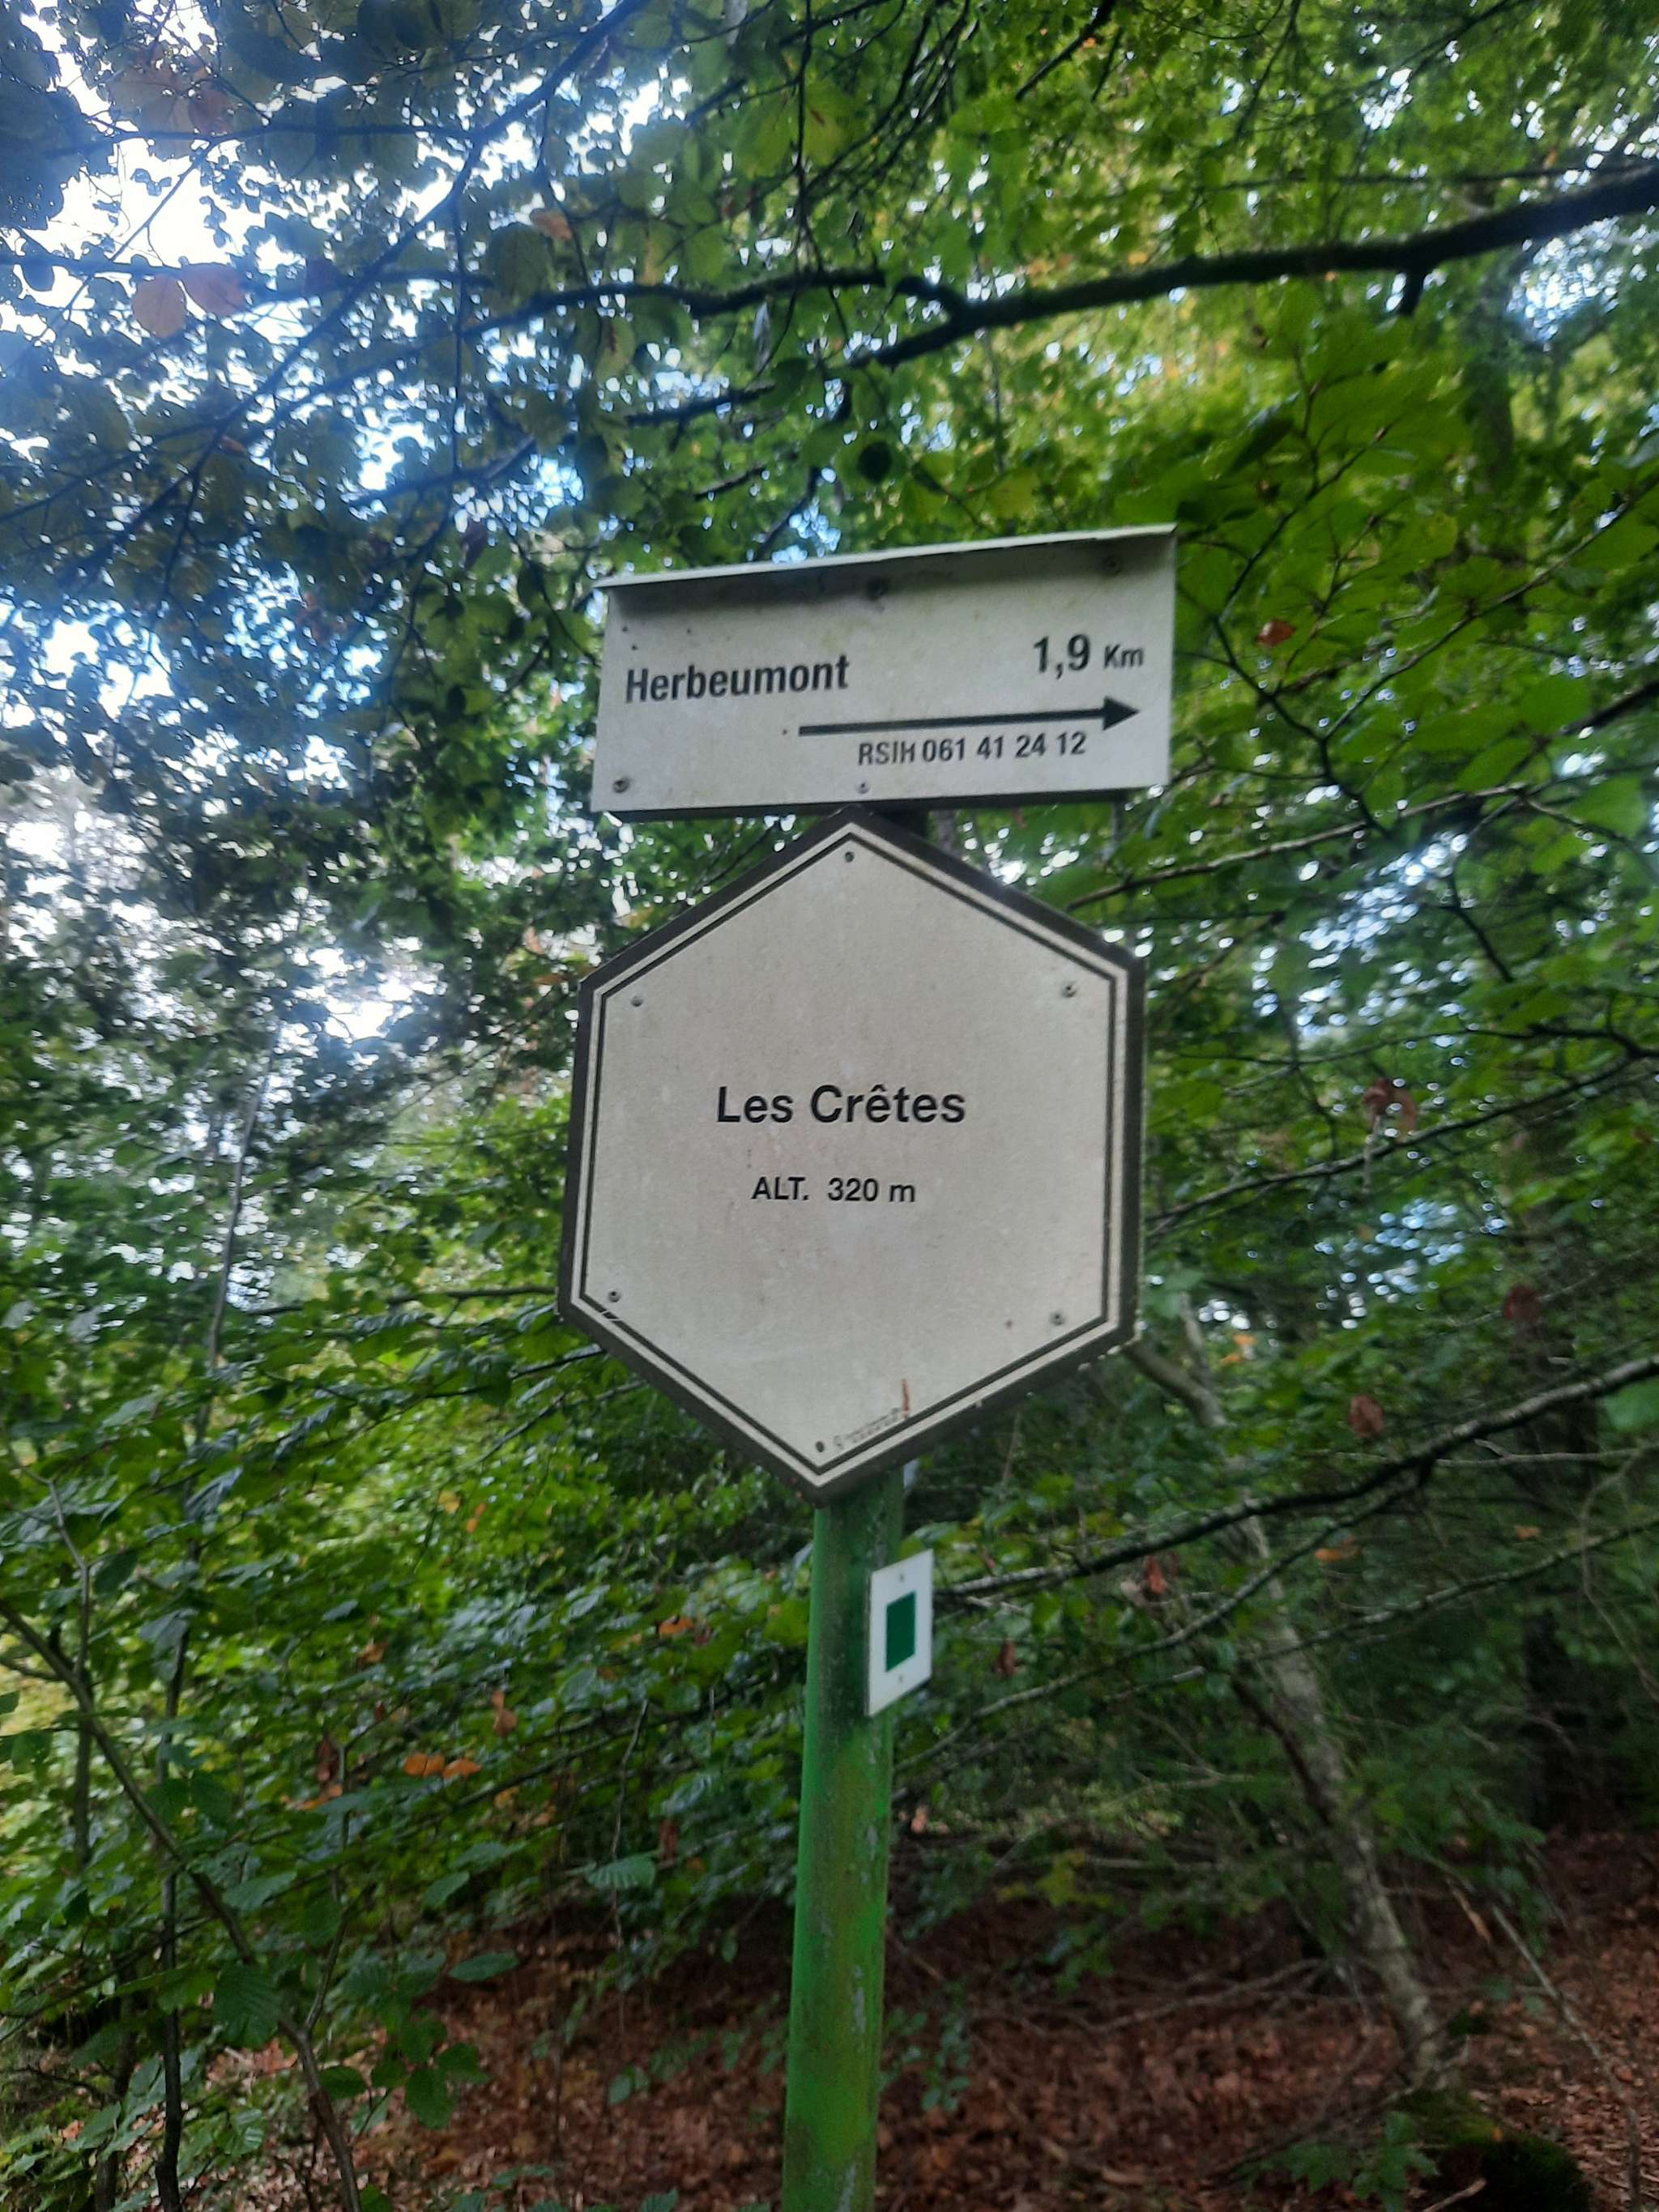 Herbeumont 1,9 Km
RSIH 061 41 24 12
Les Crêtes
ALT. 320 m